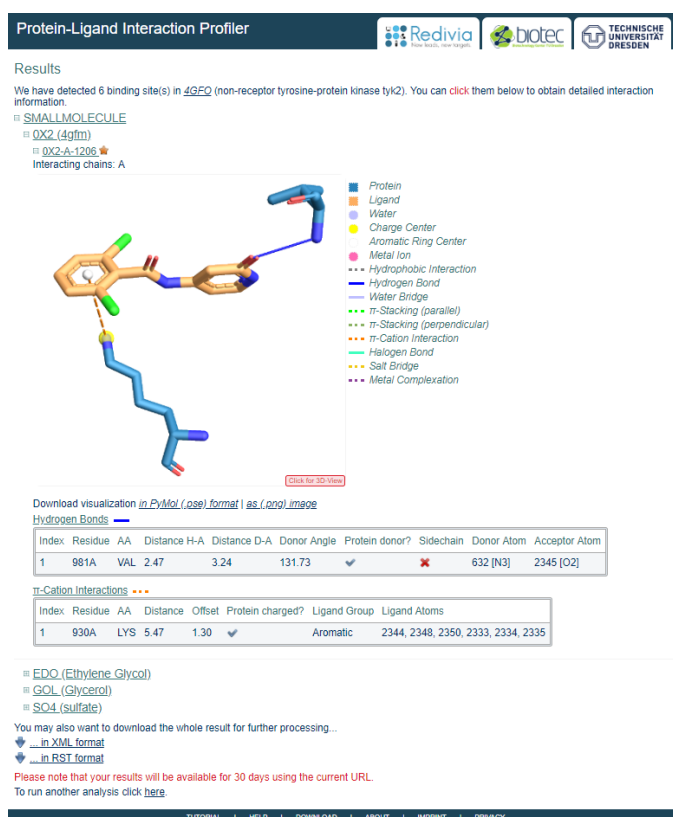 Protein-Ligand Interaction Profiler
Redivia
New leads, new targets.
biotec
TECHNISCHE
UNIVERSITÄT
DRESDEN
Results
We have detected 6 binding site(s) in 4GFO (non-receptor tyrosine-protein kinase tyk2). You can click them below to obtain detailed interaction
information.
SMALLMOLECULE
0X2 (4gfm)
0X2-A-1206
Interacting chains: A
Protein
Ligand
Water
Charge Center
Aromatic Ring Center
Metal Ion
Hydrophobic Interaction
Hydrogen Bond
Water Bridge
π-Stacking (parallel)
π-Stacking (perpendicular)
π-Cation Interaction
Halogen Bond
Salt Bridge
Metal Complexation
Click for 3D-View
Download visualization in PyMol (.pse) format | as (.png) image
Hydrogen Bonds
Index Residue AA Distance H-A Distance D-A Donor Angle Protein donor? Sidechain Donor Atom Acceptor Atom
1 981A VAL 2.47 3.24 131.73 ✔ ✘ 632 [N3] 2345 [O2]
π-Cation Interactions
Index Residue AA Distance Offset Protein charged? Ligand Group Ligand Atoms
1 930A LYS 5.47 1.30 ✔ Aromatic 2344, 2348, 2350, 2333, 2334, 2335
EDO (Ethylene Glycol)
GOL (Glycerol)
SO4 (sulfate)
You may also want to download the whole result for further processing...
... in XML format
... in RST format
Please note that your results will be available for 30 days using the current URL.
To run another analysis click here.
TUTORIAL | HELP | DOWNLOAD | ABOUT | IMPRINT | PRIVACY